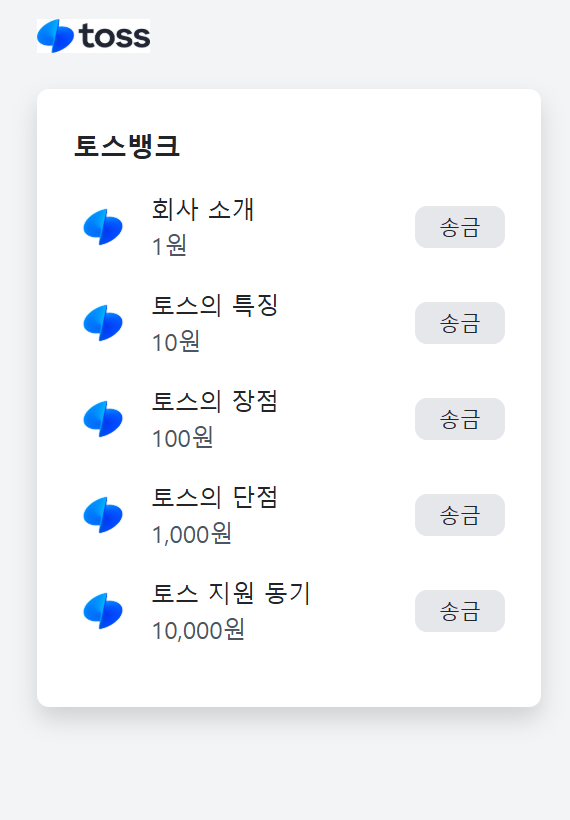 toss
토스뱅크
회사 소개
1원
송금
토스의 특징
10원
송금
토스의 장점
100원
송금
토스의 단점
1,000원
송금
토스 지원 동기
10,000원
송금